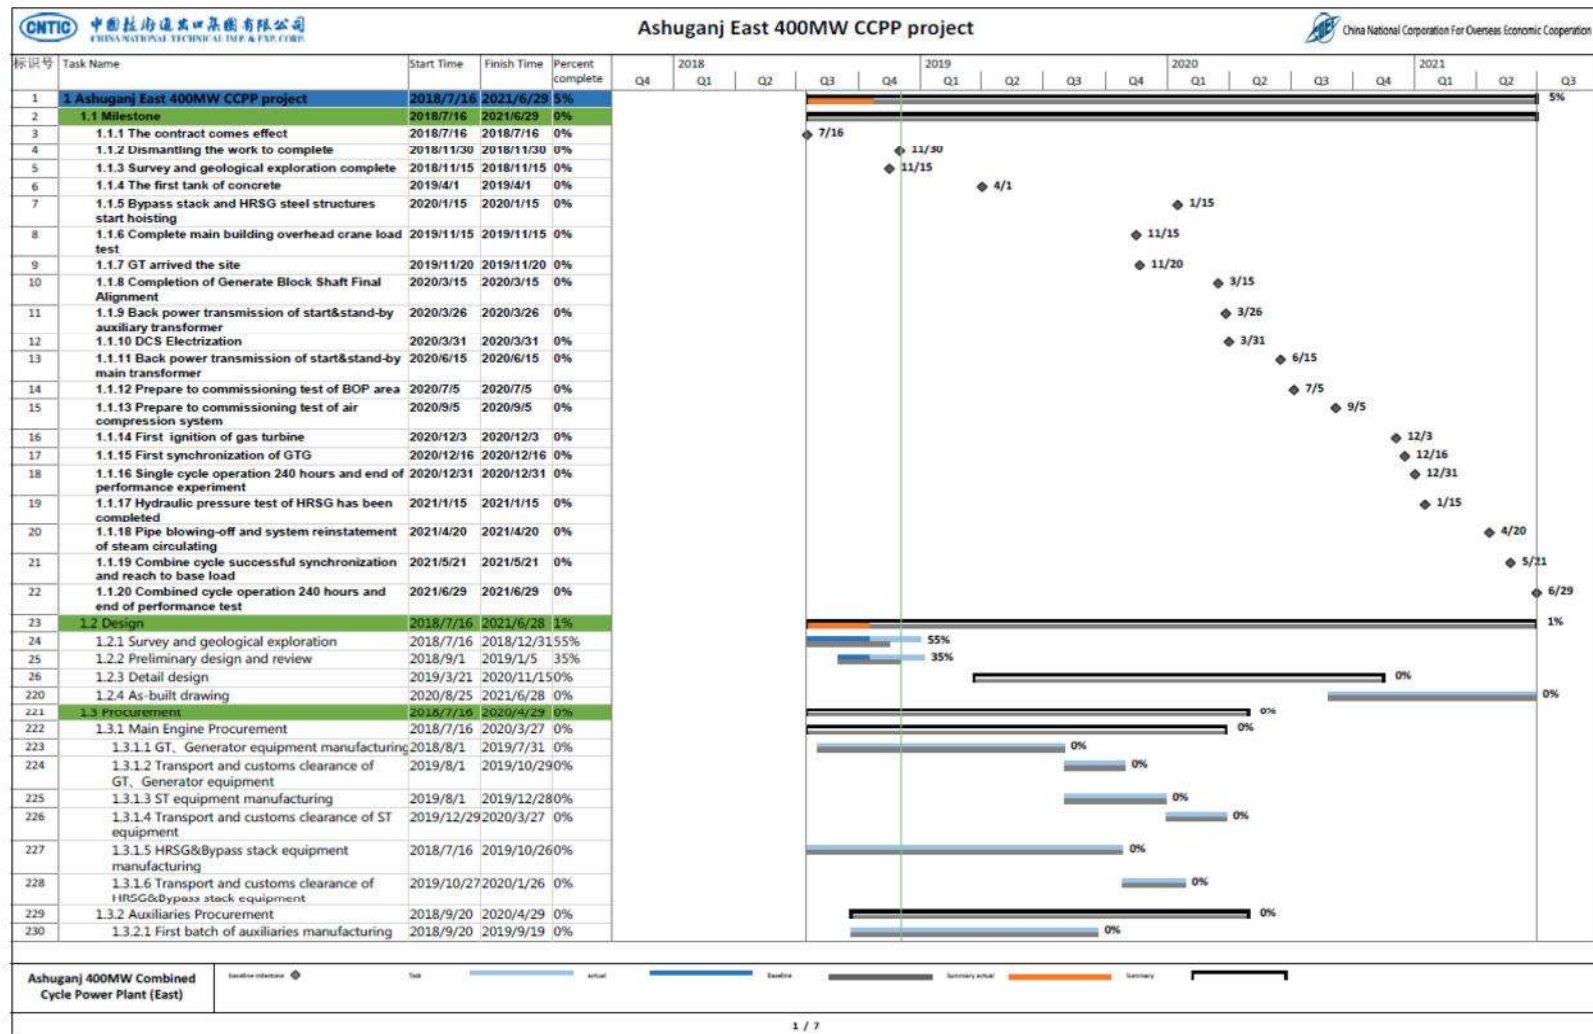 CNTIC 中国技术进出口集团有限公司
CHINA NATIONAL TECHNICAL IMP. & EXP. CORP.
Ashuganj East 400MW CCPP project
China National Corporation For Overseas Economic Cooperation
标识号 Task Name Start Time Finish Time Percent complete
2018 2019 2020 2021
Q4 Q1 Q2 Q3 Q4 Q1 Q2 Q3 Q4 Q1 Q2 Q3 Q4 Q1 Q2 Q3
1 1 Ashuganj East 400MW CCPP project 2018/7/16 2021/6/29 5% 5%
2 1.1 Milestone 2018/7/16 2021/6/29 0%
3 1.1.1 The contract comes effect 2018/7/16 2018/7/16 0% 7/16
4 1.1.2 Dismantling the work to complete 2018/11/30 2018/11/30 0% 11/30
5 1.1.3 Survey and geological exploration complete 2018/11/15 2018/11/15 0% 11/15
6 1.1.4 The first tank of concrete 2019/4/1 2019/4/1 0% 4/1
7 1.1.5 Bypass stack and HRSG steel structures 2020/1/15 2020/1/15 0% 1/15
start hoisting
8 1.1.6 Complete main building overhead crane load 2019/11/15 2019/11/15 0% 11/15
test
9 1.1.7 GT arrived the site 2019/11/20 2019/11/20 0% 11/20
10 1.1.8 Completion of Generate Block Shaft Final 2020/3/15 2020/3/15 0% 3/15
Alignment
11 1.1.9 Back power transmission of start&stand-by 2020/3/26 2020/3/26 0% 3/26
auxiliary transformer
12 1.1.10 DCS Electrization 2020/3/31 2020/3/31 0% 3/31
13 1.1.11 Back power transmission of start&stand-by 2020/6/15 2020/6/15 0% 6/15
main transformer
14 1.1.12 Prepare to commissioning test of BOP area 2020/7/5 2020/7/5 0% 7/5
15 1.1.13 Prepare to commissioning test of air 2020/9/5 2020/9/5 0% 9/5
compression system
16 1.1.14 First ignition of gas turbine 2020/12/3 2020/12/3 0% 12/3
17 1.1.15 First synchronization of GTG 2020/12/16 2020/12/16 0% 12/16
18 1.1.16 Single cycle operation 240 hours and end of 2020/12/31 2020/12/31 0% 12/31
performance experiment
19 1.1.17 Hydraulic pressure test of HRSG has been 2021/1/15 2021/1/15 0% 1/15
completed
20 1.1.18 Pipe blowing-off and system reinstatement 2021/4/20 2021/4/20 0% 4/20
of steam circulating
21 1.1.19 Combine cycle successful synchronization 2021/5/21 2021/5/21 0% 5/21
and reach to base load
22 1.1.20 Combined cycle operation 240 hours and 2021/6/29 2021/6/29 0% 6/29
end of performance test
23 1.2 Design 2018/7/16 2021/6/28 1% 1%
24 1.2.1 Survey and geological exploration 2018/7/16 2018/12/31 55% 55%
25 1.2.2 Preliminary design and review 2018/9/1 2019/1/5 35% 35%
26 1.2.3 Detail design 2019/3/21 2020/11/15 0% 0%
220 1.2.4 As-built drawing 2020/8/25 2021/6/28 0% 0%
221 1.3 Procurement 2018/7/16 2020/4/29 0% 0%
222 1.3.1 Main Engine Procurement 2018/7/16 2020/3/27 0% 0%
223 1.3.1.1 GT、Generator equipment manufacturing 2018/8/1 2019/7/31 0% 0%
224 1.3.1.2 Transport and customs clearance of 2019/8/1 2019/10/29 0% 0%
GT、Generator equipment
225 1.3.1.3 ST equipment manufacturing 2019/8/1 2019/12/28 0% 0%
226 1.3.1.4 Transport and customs clearance of ST 2019/12/29 2020/3/27 0% 0%
equipment
227 1.3.1.5 HRSG&Bypass stack equipment 2018/7/16 2019/10/26 0% 0%
manufacturing
228 1.3.1.6 Transport and customs clearance of 2019/10/27 2020/1/26 0% 0%
HRSG&Bypass stack equipment
229 1.3.2 Auxiliaries Procurement 2018/9/20 2020/4/29 0% 0%
230 1.3.2.1 First batch of auxiliaries manufacturing 2018/9/20 2019/9/19 0% 0%
Ashuganj 400MW Combined
Cycle Power Plant (East)
baseline milestone Task actual Baseline Summary actual Summary
1 / 7